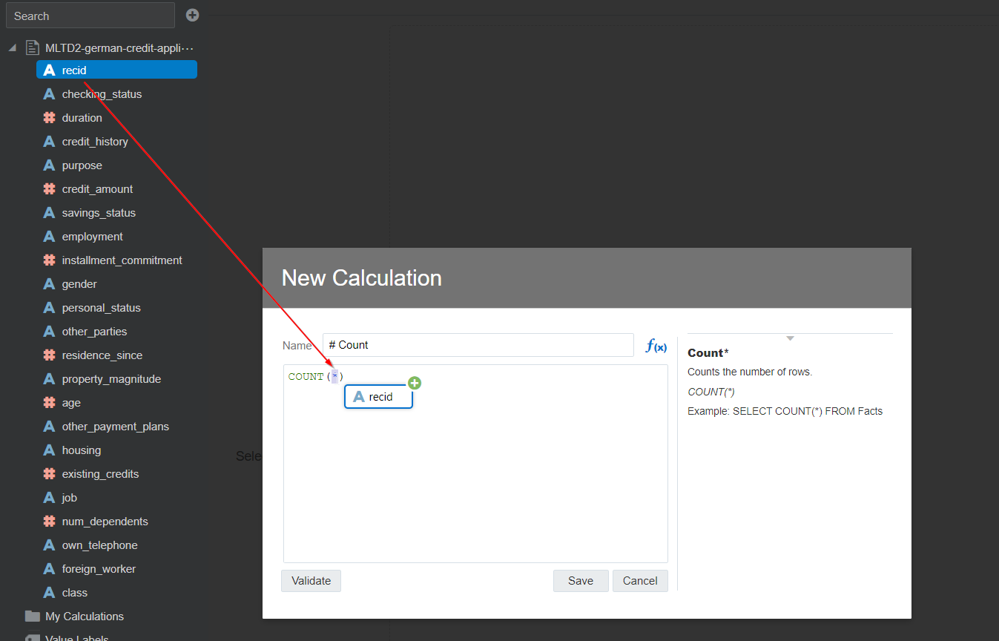 Search
MLTD2-german-credit-appli···
recid
checking_status
duration
credit_history
purpose
credit_amount
savings_status
employment
installment_commitment
gender
personal_status
other_parties
residence_since
property_magnitude
age
other_payment_plans
housing
existing_credits
job
num_dependents
own_telephone
foreign_worker
class
My Calculations
Value Labels
Sele
New Calculation
Name
# Count
f(x)
COUNT(*)
recid
Validate
Save
Cancel
Count*
Counts the number of rows.
COUNT(*)
Example: SELECT COUNT(*) FROM Facts